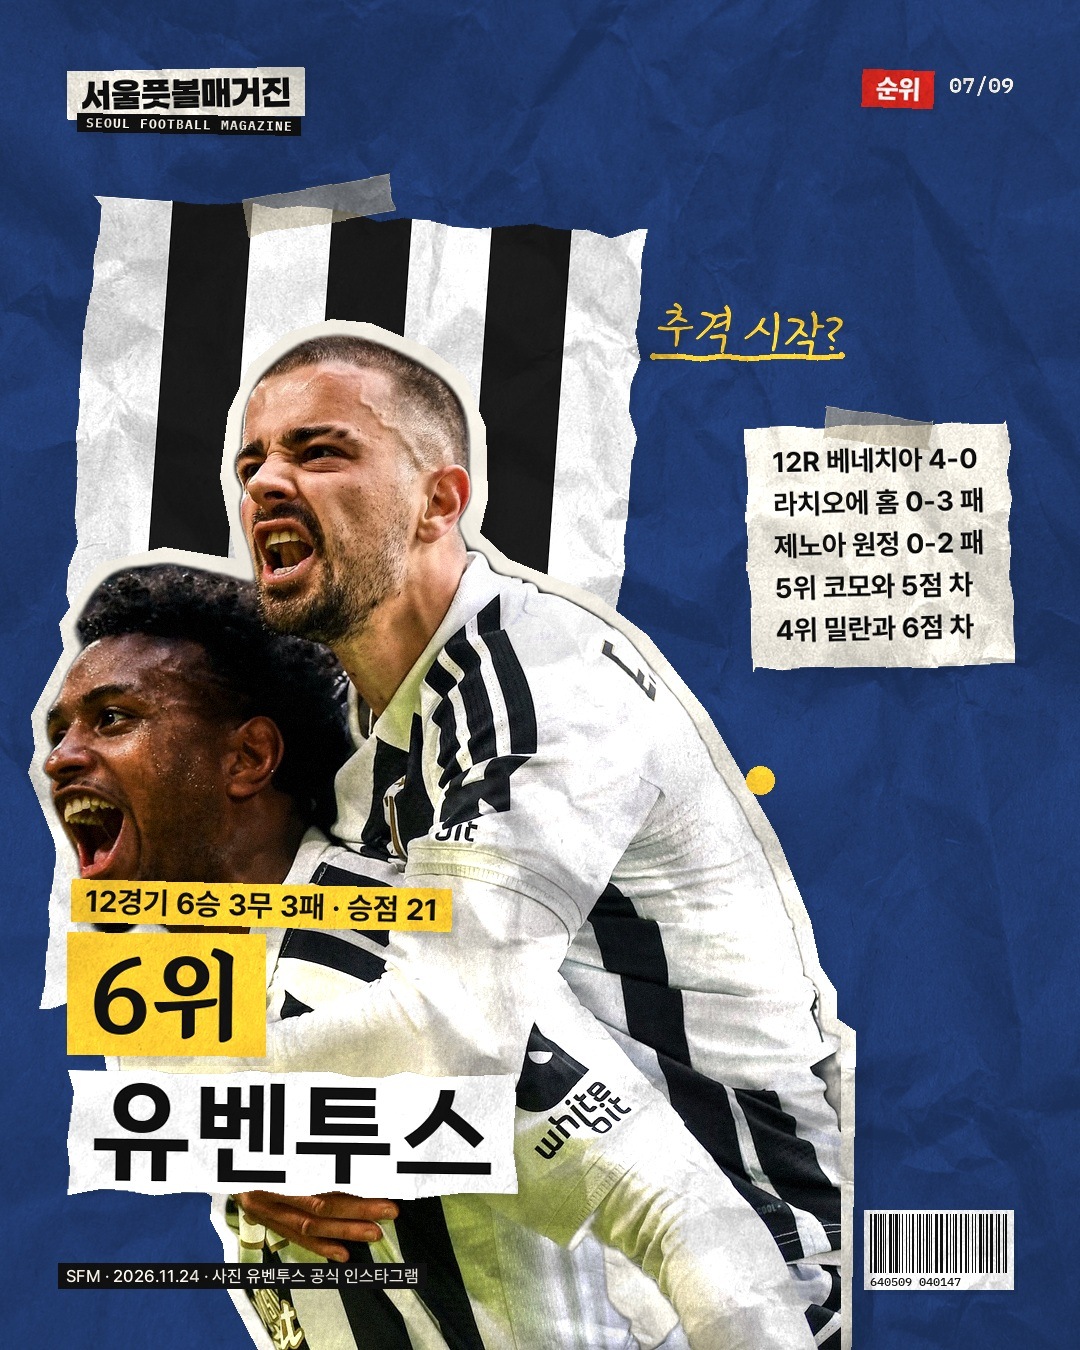 서울풋볼매거진
SEOUL FOOTBALL MAGAZINE
순위 07/09
추격 시작?
12R 베네치아 4-0
라치오에 홈 0-3 패
제노아 원정 0-2 패
5위 코모와 5점 차
4위 밀란과 6점 차
bit
12경기 6승 3무 3패 · 승점 21
6위
유벤투스
white
bit
SFM · 2026.11.24 · 사진 유벤투스 공식 인스타그램
640509 040147